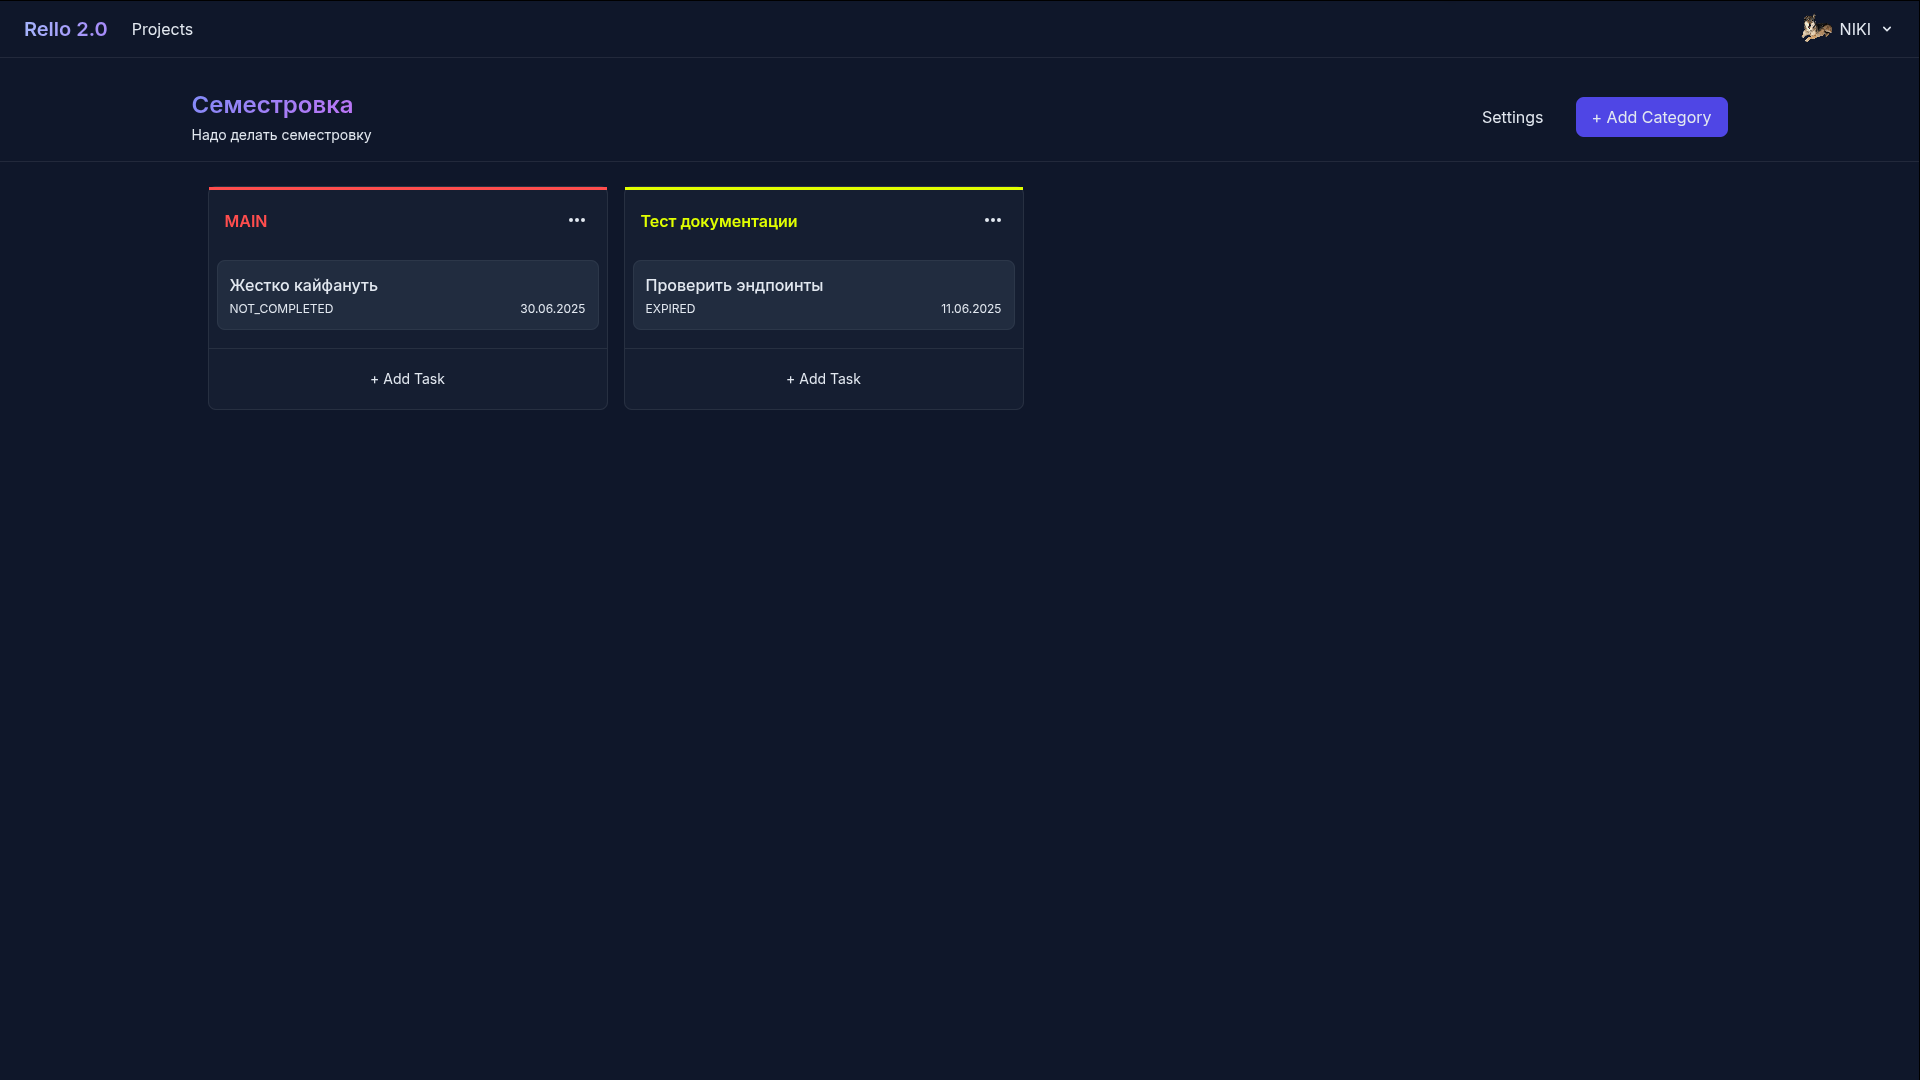 Rello 2.0 Projects NIKI
Семестровка
Надо делать семестровку
Settings + Add Category
MAIN
Жестко кайфануть
NOT_COMPLETED 30.06.2025
+ Add Task
Тест документации
Проверить эндпоинты
EXPIRED 11.06.2025
+ Add Task